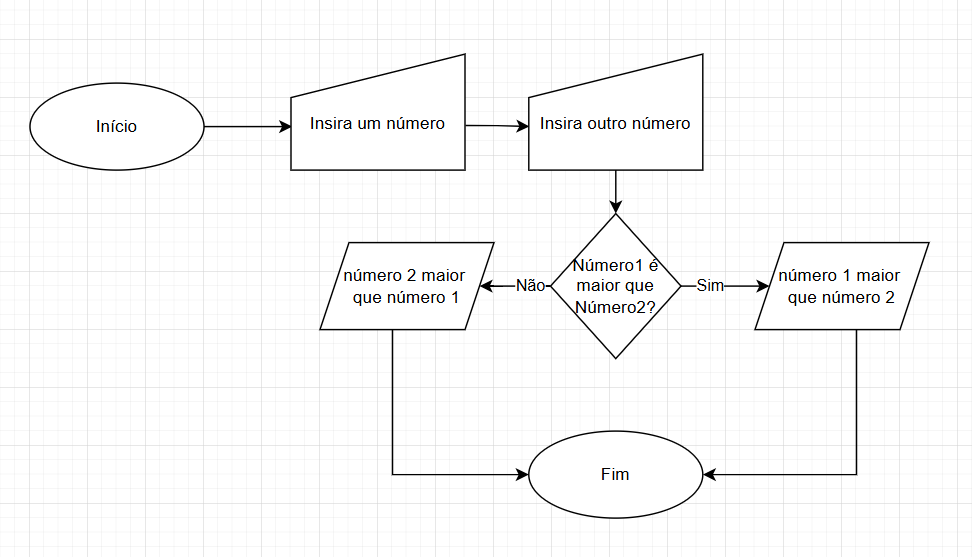 Início
Insira um número
Insira outro número
Número1 é
maior que
Número2?
Não
número 2 maior
que número 1
Sim
número 1 maior
que número 2
Fim